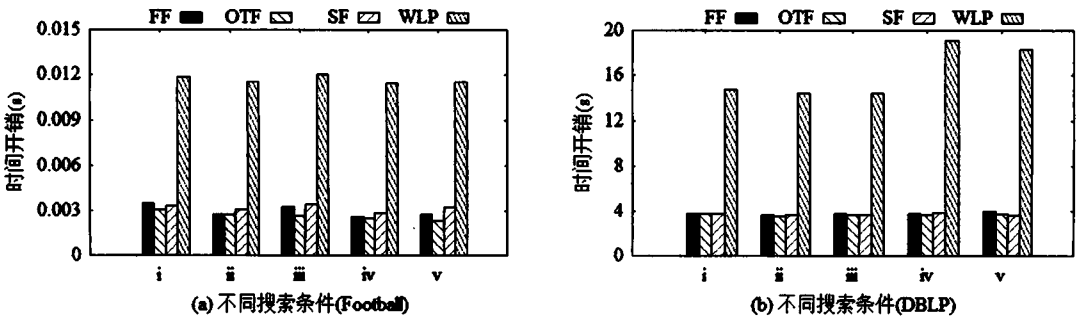 FF OTF SF WLP
0.015
0.012
0.009
0.006
0.003
0
时间开销(s)
i ii iii iv v
(a) 不同搜索条件(Football)
FF OTF SF WLP
20
16
12
8
4
0
时间开销(s)
i ii iii iv v
(b) 不同搜索条件(DBLP)